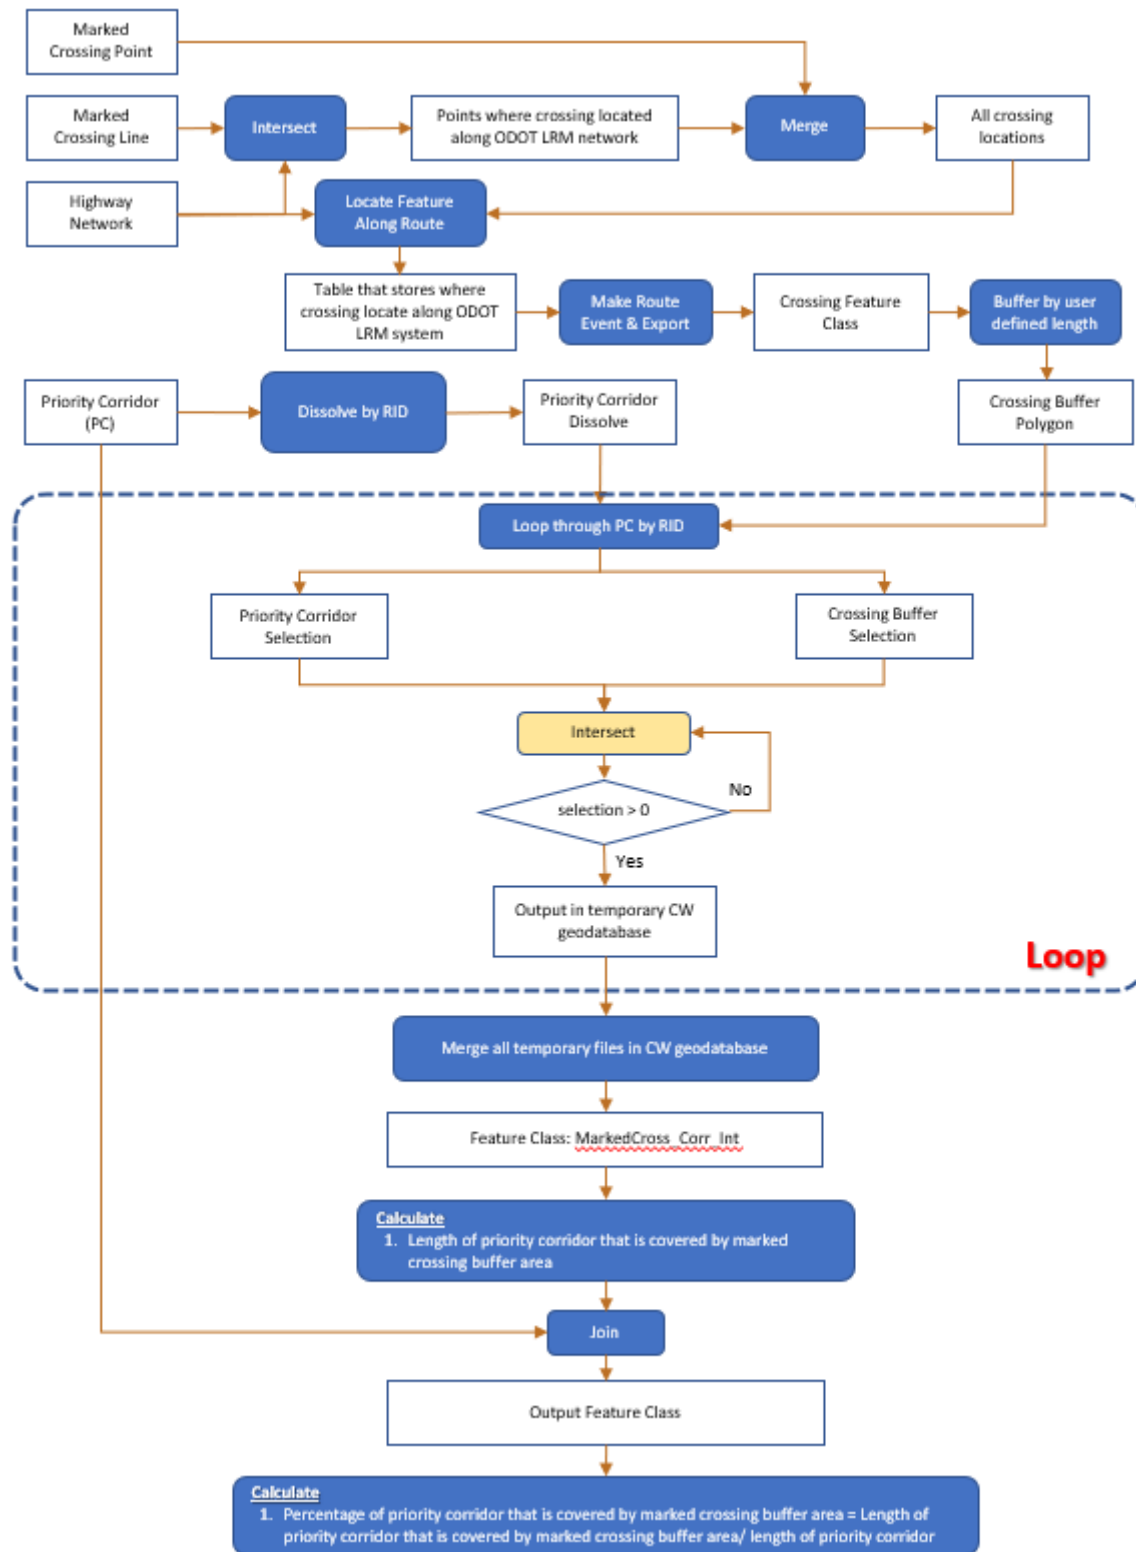 Marked
Crossing Point
Marked
Crossing Line
Intersect
Points where crossing located
along ODOT LRM network
Merge
All crossing
locations
Highway
Network
Locate Feature
Along Route
Table that stores where
crossing locate along ODOT
LRM system
Make Route
Event & Export
Crossing Feature
Class
Buffer by user
defined length
Priority Corridor
(PC)
Dissolve by RID
Priority Corridor
Dissolve
Crossing Buffer
Polygon
Loop through PC by RID
Priority Corridor
Selection
Crossing Buffer
Selection
Intersect
No
selection > 0
Yes
Output in temporary CW
geodatabase
Loop
Merge all temporary files in CW geodatabase
Feature Class: MarkedCross_Corr_Int
Calculate
1. Length of priority corridor that is covered by marked
crossing buffer area
Join
Output Feature Class
Calculate
1. Percentage of priority corridor that is covered by marked crossing buffer area = Length of
priority corridor that is covered by marked crossing buffer area/ length of priority corridor